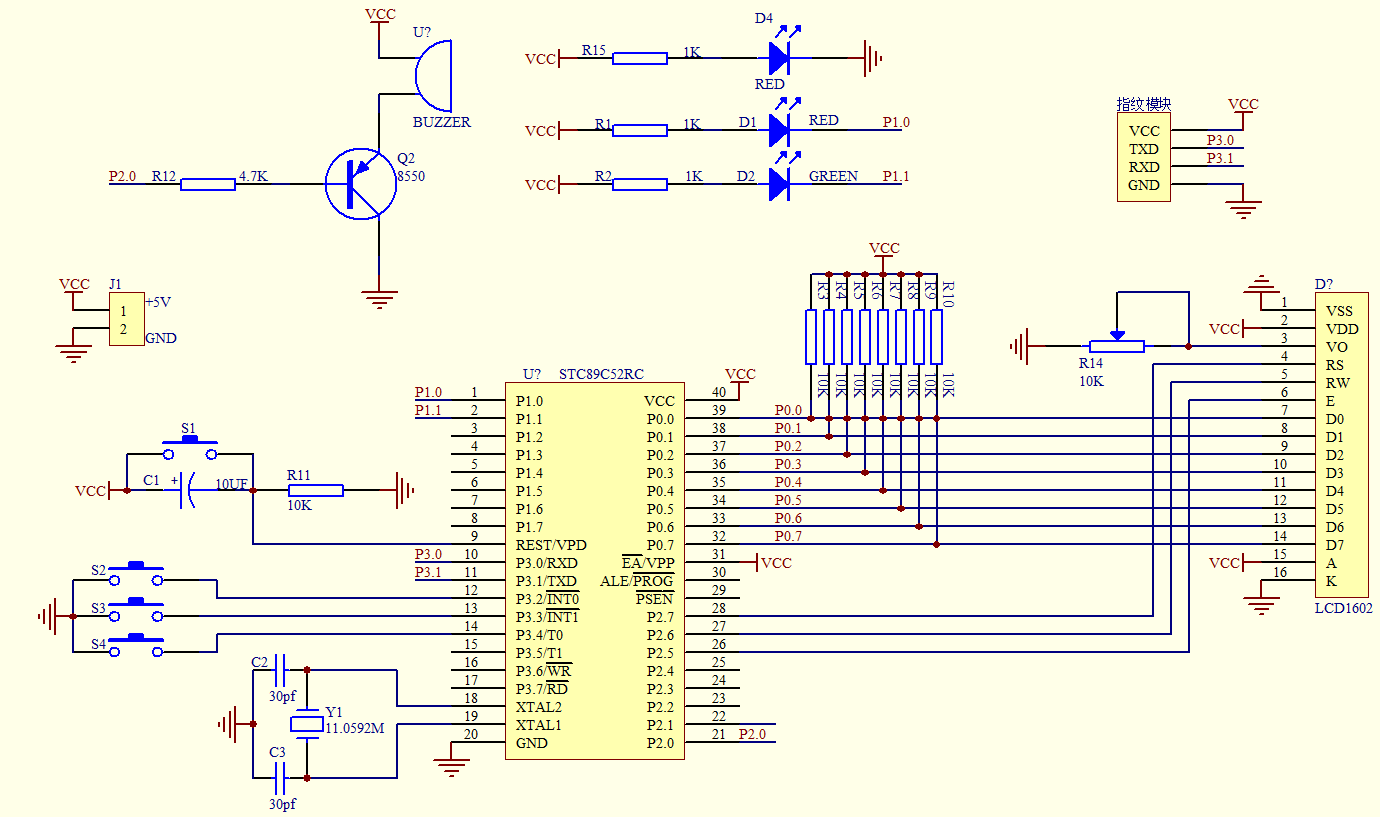 VCC
U?
BUZZER
P2.0 R12 4.7K
Q2
8550
D4
VCC R15 1K
RED
VCC R1 1K D1 RED P1.0
VCC R2 1K D2 GREEN P1.1
指纹模块 VCC
VCC
TXD P3.0
RXD P3.1
GND
VCC J1
1 +5V
2 GND
VCC
R3 R4 R5 R6 R7 R8 R9 R10
10K 10K 10K 10K 10K 10K 10K 10K
R14
10K
S1
VCC C1 + 10UF R11
10K
S2
S3
S4
C2
30pf
Y1
11.0592M
C3
30pf
U? STC89C52RC
P1.0 1 P1.0
P1.1 2 P1.1
3 P1.2
4 P1.3
5 P1.4
6 P1.5
7 P1.6
8 P1.7
9 REST/VPD
P3.0 10 P3.0/RXD
P3.1 11 P3.1/TXD
12 P3.2/INT0
13 P3.3/INT1
14 P3.4/T0
15 P3.5/T1
16 P3.6/WR
17 P3.7/RD
18 XTAL2
19 XTAL1
20 GND
VCC 40 VCC
P0.0 39 P0.0
P0.1 38 P0.1
P0.2 37 P0.2
P0.3 36 P0.3
P0.4 35 P0.4
P0.5 34 P0.5
P0.6 33 P0.6
P0.7 32 P0.7
EA/VPP 31 VCC
ALE/PROG 30
PSEN 29
P2.7 28
P2.6 27
P2.5 26
P2.4 25
P2.3 24
P2.2 23
P2.1 22
P2.0 21 P2.0
D?
1 VSS
VCC 2 VDD
3 VO
4 RS
5 RW
6 E
7 D0
8 D1
9 D2
10 D3
11 D4
12 D5
13 D6
14 D7
VCC 15 A
16 K
LCD1602